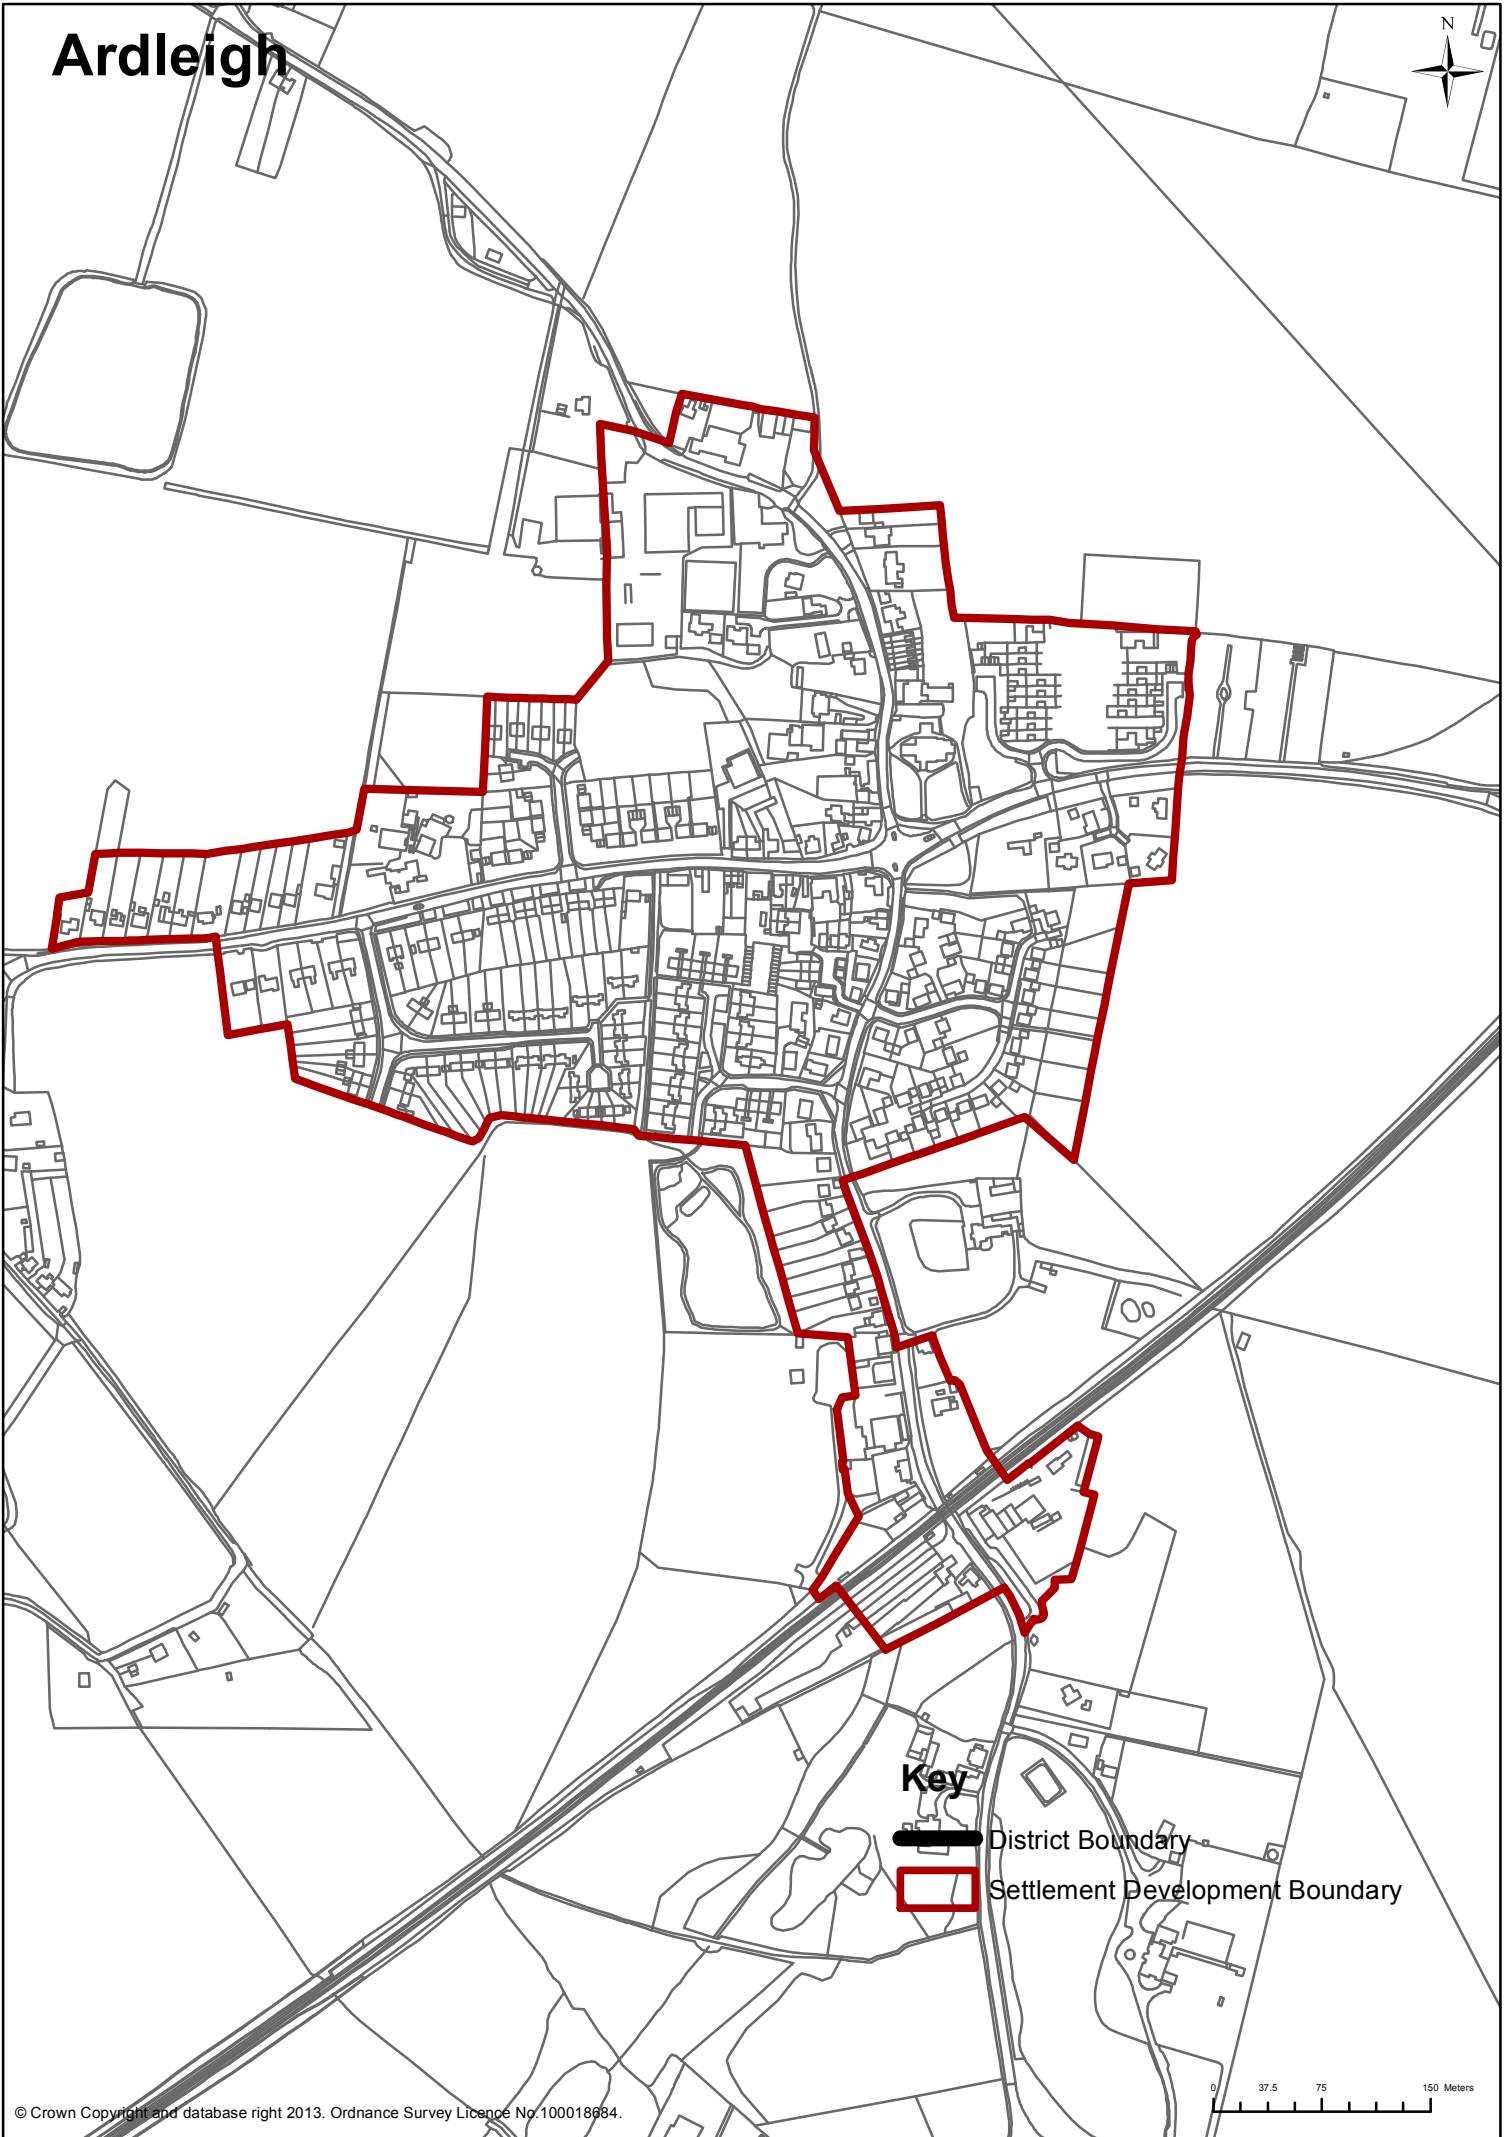 Ardleigh
N
Key
District Boundary
Settlement Development Boundary
0 37.5 75 150 Meters
© Crown Copyright and database right 2013. Ordnance Survey Licence No.100018684.